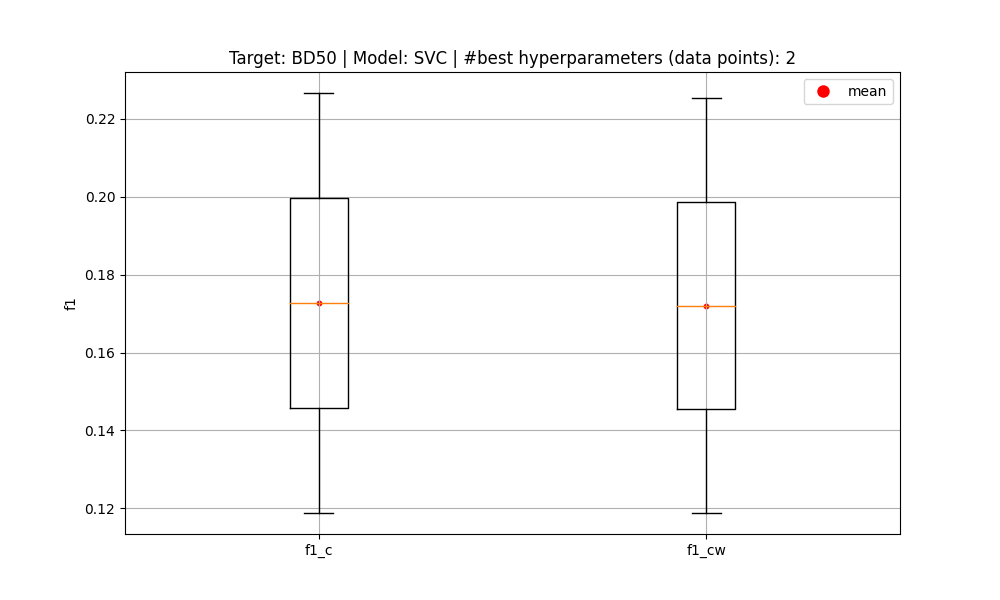 Target: BD50 | Model: SVC | #best hyperparameters (data points): 2
mean
0.22
0.20
0.18
0.16
0.14
0.12
f1
f1_c
f1_cw